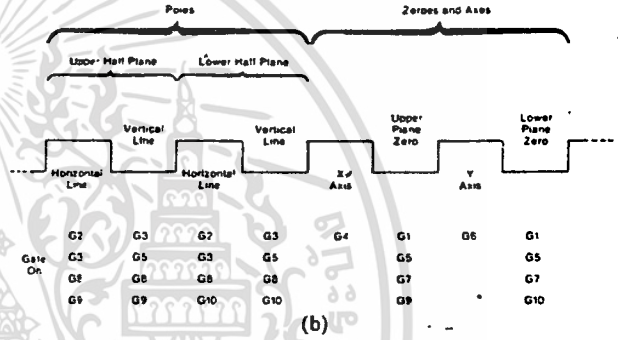 Poles Zeroes and Axes
Upper Half Plane Lower Half Plane
Vertical Line Vertical Line Upper Plane Zero Lower Plane Zero
Horizontal Line Horizontal Line X Axis Y Axis
G2 G3 G2 G3 G4 G1 G6 G1
Gate On G3 G5 G3 G5 G5 G5
G8 G8 G8 G8 G7 G7
G9 G9 G10 G10 G9 G10
(b)